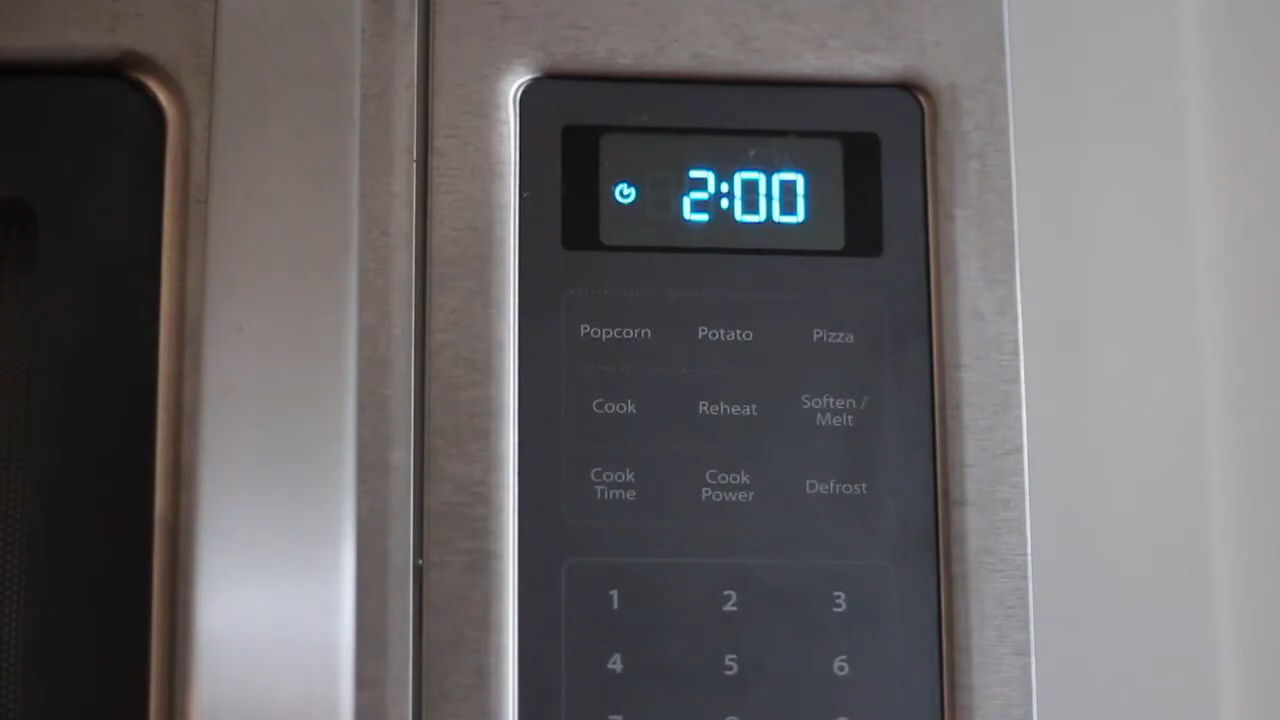 2:00
Popcorn Potato Pizza
Cook Reheat Soften / Melt
Cook Time Cook Power Defrost
1 2 3
4 5 6